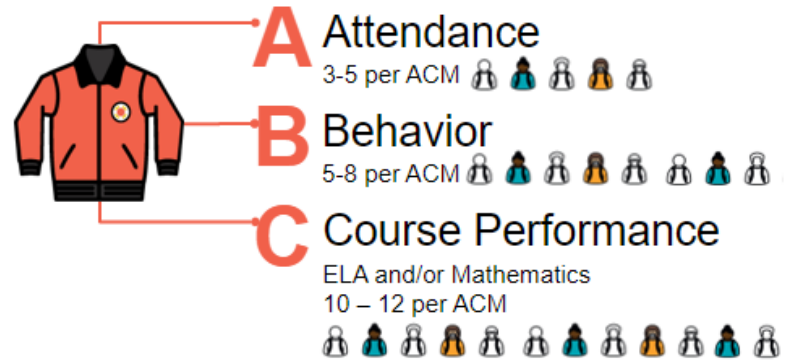 A Attendance
3-5 per ACM
B Behavior
5-8 per ACM
C Course Performance
ELA and/or Mathematics
10 – 12 per ACM